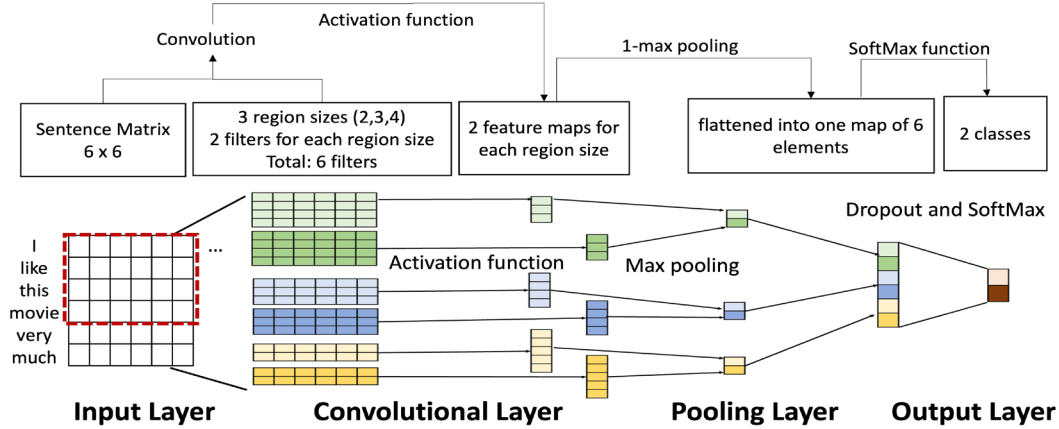 Activation function
Convolution
1-max pooling
SoftMax function
Sentence Matrix
6 x 6
3 region sizes (2,3,4)
2 filters for each region size
Total: 6 filters
2 feature maps for
each region size
flattened into one map of 6
elements
2 classes
I
like
this
movie
very
much
...
Activation function
Max pooling
Dropout and SoftMax
Input Layer
Convolutional Layer
Pooling Layer
Output Layer